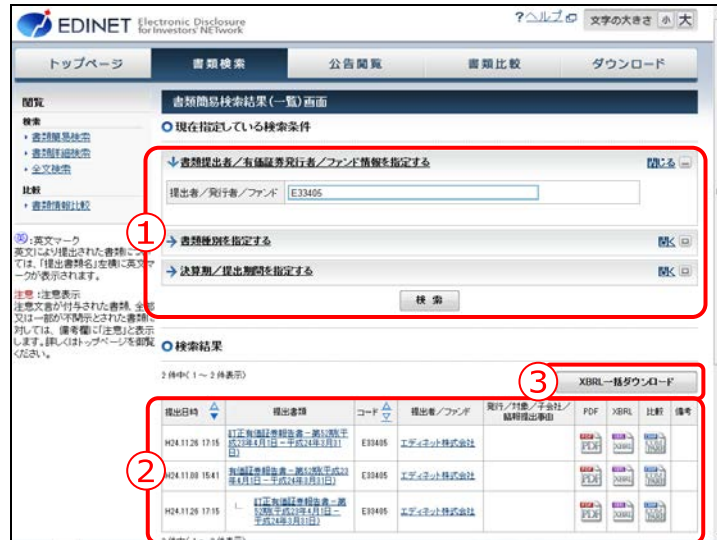 EDINET Electronic Disclosure
for Investors' NETwork
?ヘルプ 文字の大きさ 小 大
トップページ 書類検索 公告閲覧 書類比較 ダウンロード
閲覧
検索
・書類簡易検索
・書類詳細検索
・全文検索
比較
・書類情報比較
英:英文マーク
英文により提出された書類につい
ては、「提出書類名」左横に英文マ
ークが表示されます。
注意:注意表示
注意文言が付与された書類、全部
又は一部が不開示とされた書類に
対しては、備考欄に「注意」と表示
します。詳しくはトップページを御覧
ください。
書類簡易検索結果(一覧)画面
現在指定している検索条件
①
書類提出者/有価証券発行者/ファンド情報を指定する 閉じる
提出者/発行者/ファンド E33405
書類種別を指定する 開く
決算期/提出期間を指定する 開く
検索
検索結果
2件中(1~2件表示)
③ XBRL一括ダウンロード
②
提出日時 提出書類 コード 提出者/ファンド 発行/対象/子会社/
臨報提出事由 PDF XBRL 比較 備考
H24.11.26 17:15 訂正有価証券報告書-第52期(平
成23年4月1日-平成24年3月31
日) E33405 エディネット株式会社 PDF XBRL
H24.11.08 15:41 有価証券報告書-第52期(平成23
年4月1日-平成24年3月31日) E33405 エディネット株式会社 PDF XBRL
H24.11.26 17:15 訂正有価証券報告書-第
52期(平成23年4月1日-
平成24年3月31日) E33405 エディネット株式会社 PDF XBRL